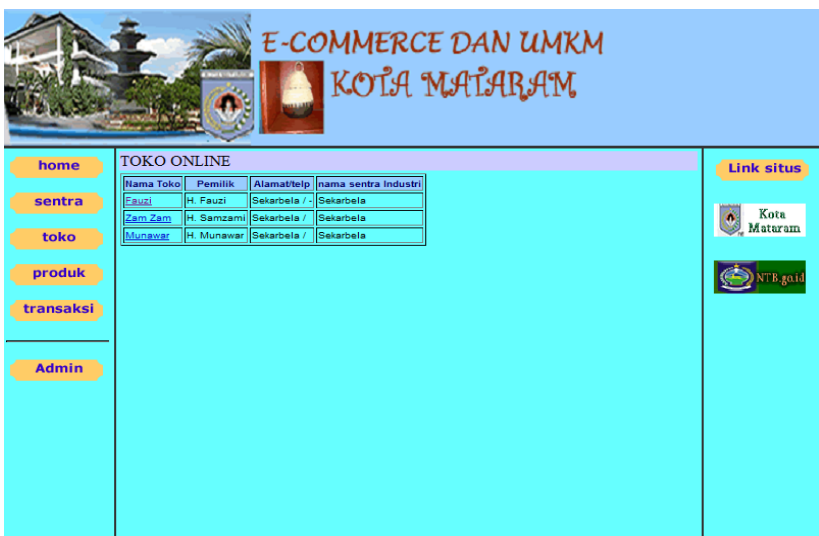 E-COMMERCE DAN UMKM
KOTA MATARAM
home
sentra
toko
produk
transaksi
Admin
TOKO ONLINE
Nama Toko Pemilik Alamat/telp nama sentra Industri
Fauzi H. Fauzi Sekarbela / - Sekarbela
Zam Zam H. Samzami Sekarbela / Sekarbela
Munawar H. Munawar Sekarbela / Sekarbela
Link situs
Kota
Mataram
NTB.go.id